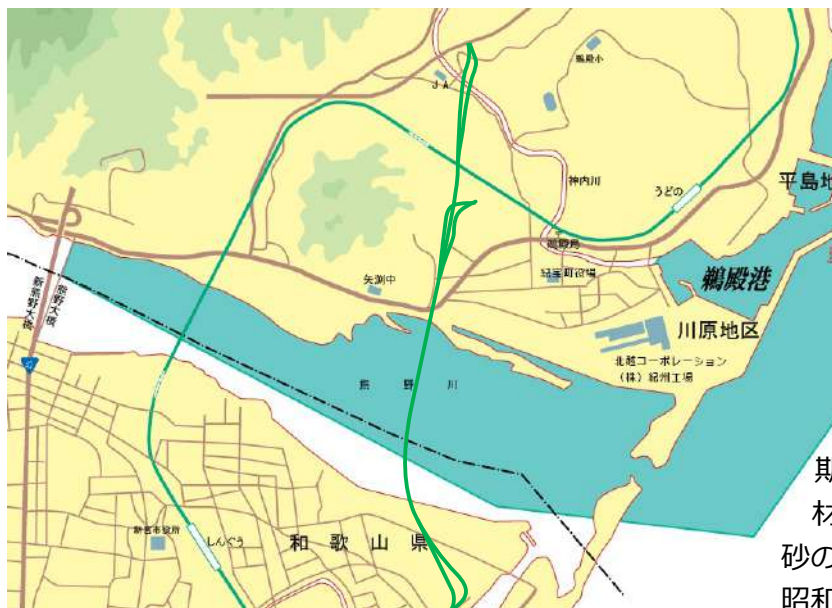 鵜殿小
JA
神内川
うどの
平島地
鵜殿局
紀宝町役場
鵜殿港
矢渕中
熊野大橋
新熊野大橋
川原地区
北越コーポレーション
(株)紀州工場
熊野川
新宮市役所
しんぐう
和歌山県
期
材
砂の
昭和